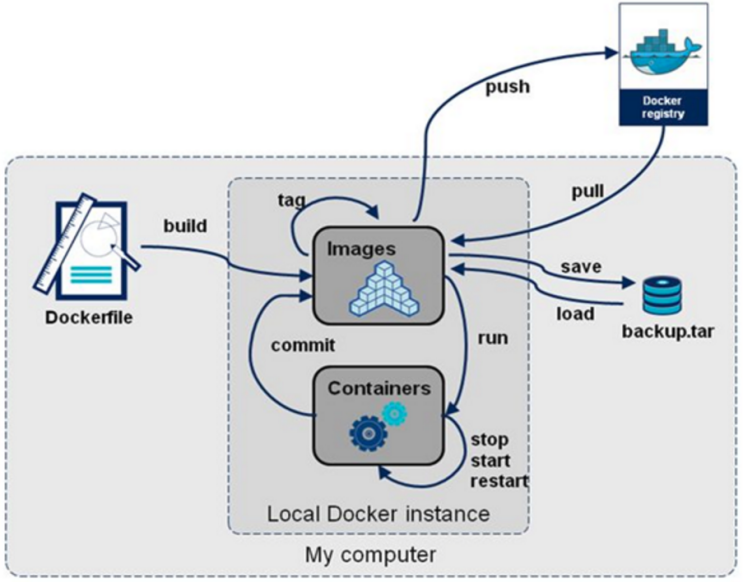 push
Docker
registry
pull
tag
build
Images
save
Dockerfile
load
backup.tar
commit
run
Containers
stop
start
restart
Local Docker instance
My computer